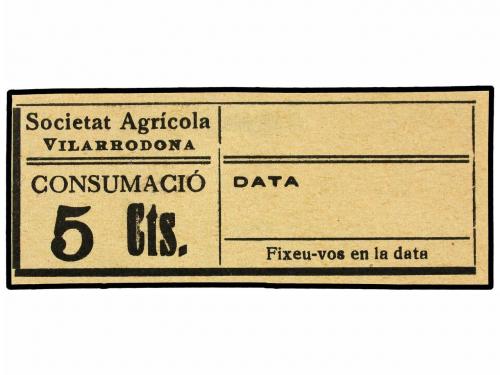 Societat Agrícola
VILARRODONA
CONSUMACIÓ
5 Cts.
DATA
Fixeu-vos en la data